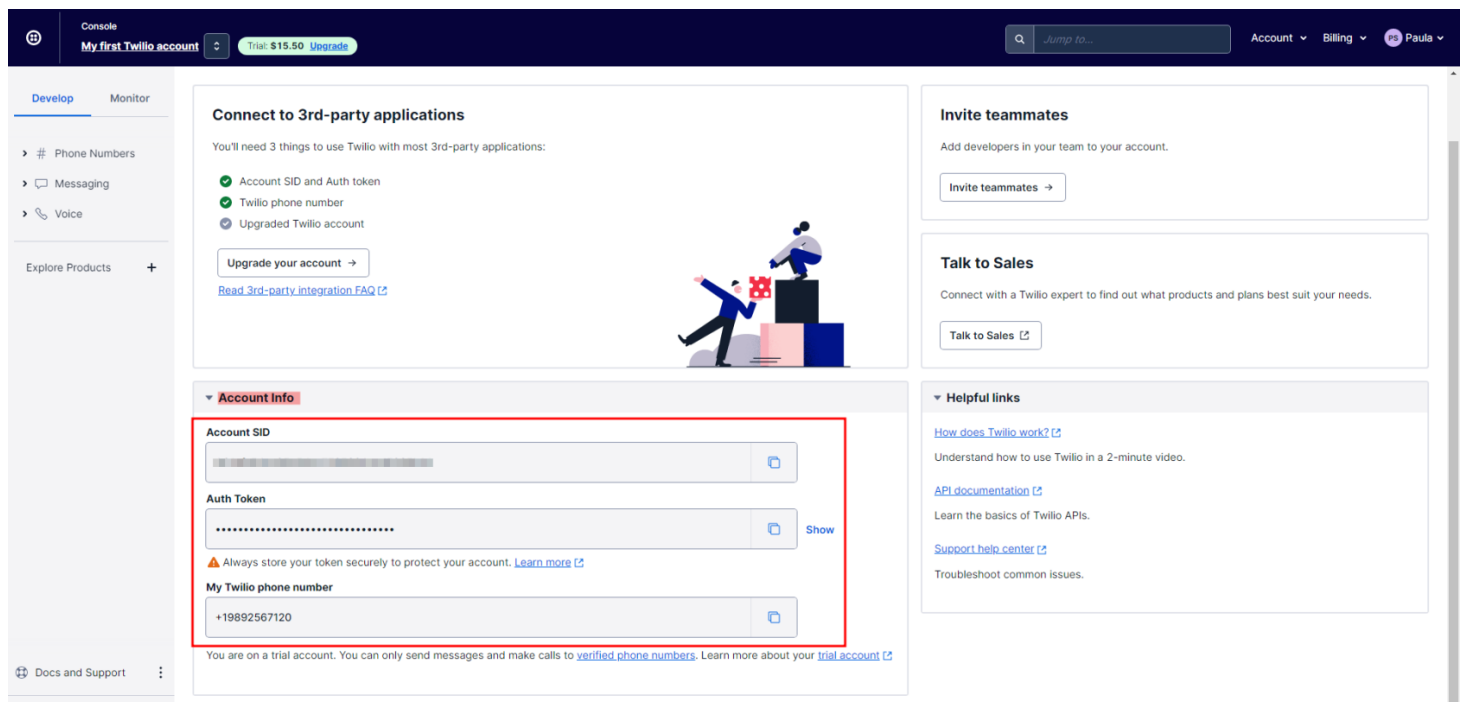 Console
My first Twilio account
Trial: $15.50 Upgrade
Jump to...
Account
Billing
PS Paula
Develop Monitor
# Phone Numbers
Messaging
Voice
Explore Products +
Docs and Support
Connect to 3rd-party applications
You'll need 3 things to use Twilio with most 3rd-party applications:
Account SID and Auth token
Twilio phone number
Upgraded Twilio account
Upgrade your account →
Read 3rd-party integration FAQ
Invite teammates
Add developers in your team to your account.
Invite teammates →
Talk to Sales
Connect with a Twilio expert to find out what products and plans best suit your needs.
Talk to Sales
Account Info
Account SID
Auth Token
••••••••••••••••••••••••••••••••
Show
Always store your token securely to protect your account. Learn more
My Twilio phone number
+19892567120
You are on a trial account. You can only send messages and make calls to verified phone numbers. Learn more about your trial account
Helpful links
How does Twilio work?
Understand how to use Twilio in a 2-minute video.
API documentation
Learn the basics of Twilio APIs.
Support help center
Troubleshoot common issues.